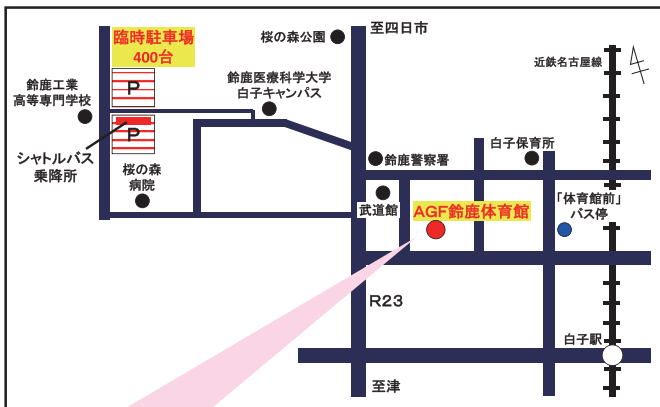 臨時駐車場
400台
P
P
鈴鹿工業
高等専門学校
シャトルバス
乗降所
桜の森
病院
桜の森公園
鈴鹿医療科学大学
白子キャンパス
至四日市
近鉄名古屋線
鈴鹿警察署
白子保育所
武道館
AGF鈴鹿体育館
「体育館前」
バス停
R23
白子駅
至津